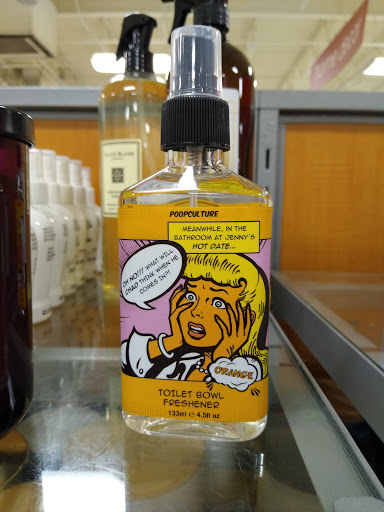 POOPCULTURE
MEANWHILE, IN THE
BATHROOM AT JENNY'S
HOT DATE...
OH NO!!! WHAT WILL
CHAD THINK WHEN HE
COMES IN?!
ORANGE
TOILET BOWL
FRESHENER
133ml e 4.5fl oz